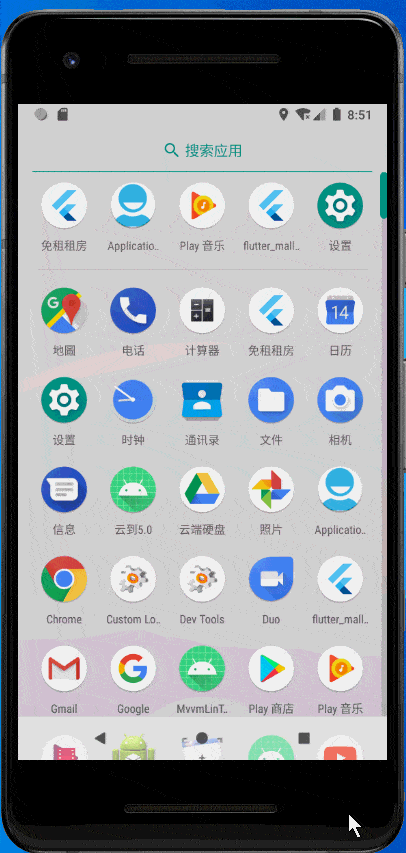 8:51
搜索应用
免租租房 Applicatio.. Play 音乐 flutter_mall.. 设置
G
14
地图 电话 计算器 免租租房 日历
设置 时钟 通讯录 文件 相机
信息 云到5.0 云端硬盘 照片 Applicatio..
Chrome Custom Lo.. Dev Tools Duo flutter_mall..
Gmail Google MvvmLinT.. Play 商店 Play 音乐